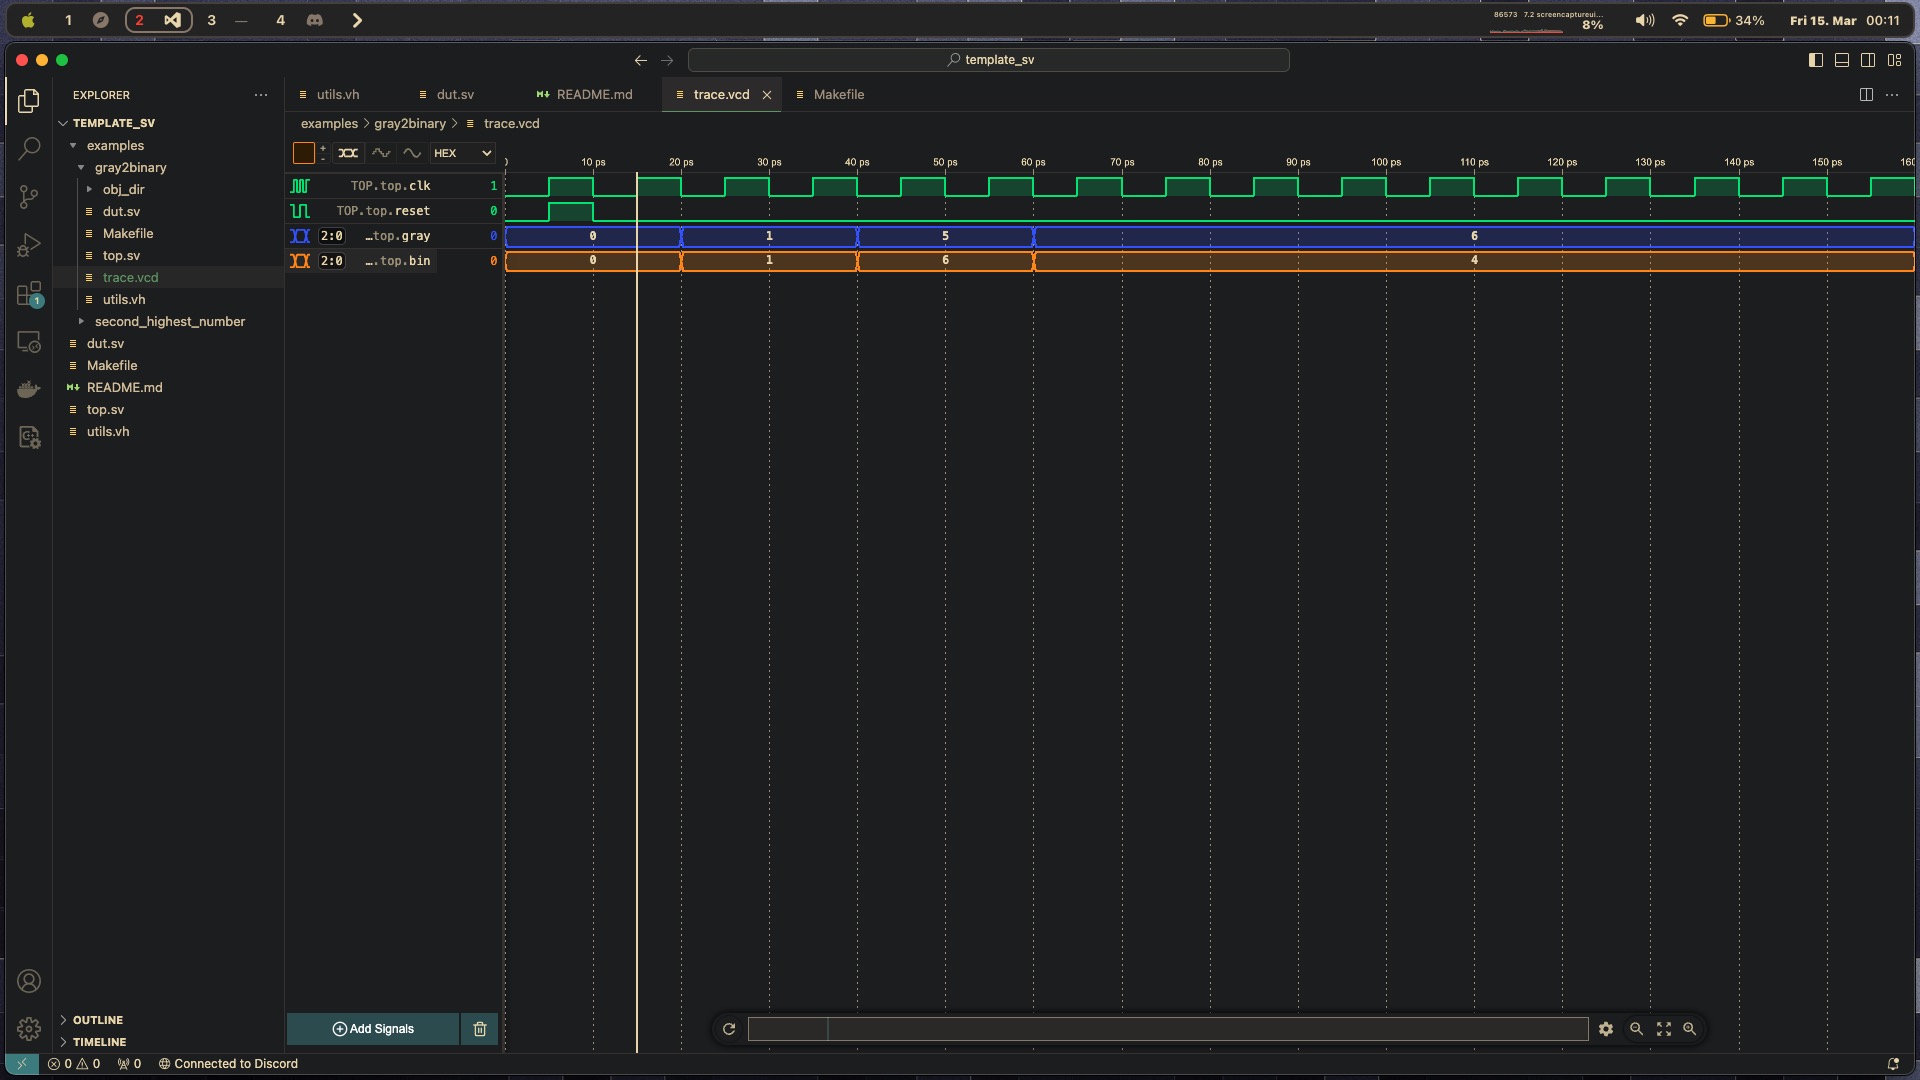 1 2 3 4
86573 7.2 screencaptureui...
8%
34% Fri 15. Mar 00:11
template_sv
EXPLORER
utils.vh dut.sv README.md trace.vcd Makefile
TEMPLATE_SV
examples
gray2binary
obj_dir
dut.sv
Makefile
top.sv
trace.vcd
utils.vh
second_highest_number
dut.sv
Makefile
README.md
top.sv
utils.vh
examples > gray2binary > trace.vcd
HEX
0 10 ps 20 ps 30 ps 40 ps 50 ps 60 ps 70 ps 80 ps 90 ps 100 ps 110 ps 120 ps 130 ps 140 ps 150 ps 160
TOP.top.clk 1
TOP.top.reset 0
2:0 ….top.gray 0 0 1 5 6
2:0 ….top.bin 0 0 1 6 4
1
OUTLINE
TIMELINE
Add Signals
0 0 0 Connected to Discord